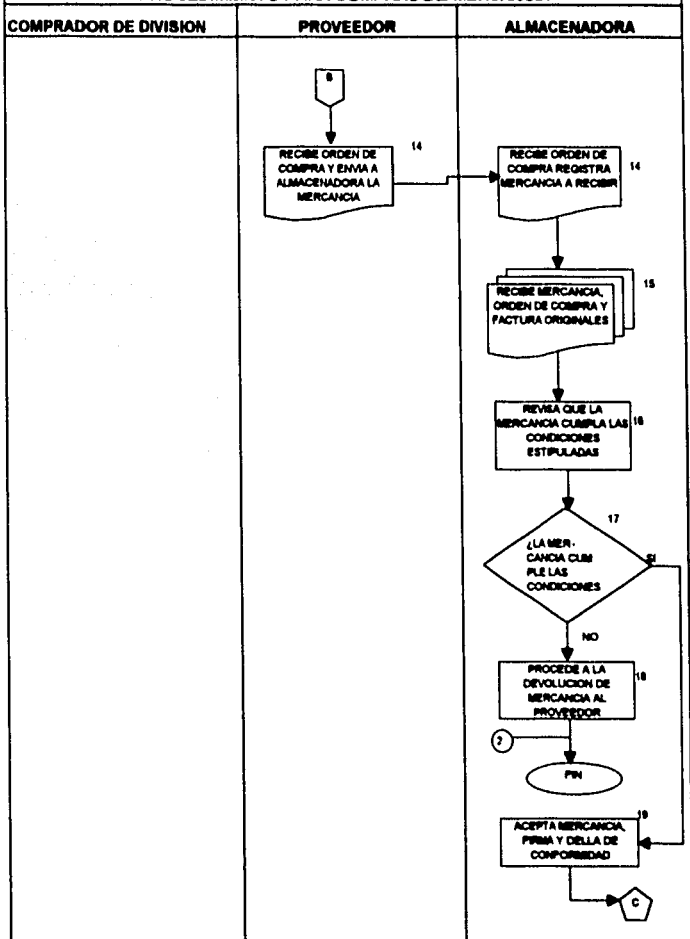 COMPRADOR DE DIVISION
PROVEEDOR
ALMACENADORA
B
RECIBE ORDEN DE
COMPRA Y ENVIA A
ALMACENADORA LA
MERCANCIA
14
RECIBE ORDEN DE
COMPRA REGISTRA
MERCANCIA A RECIBIR
14
RECIBE MERCANCIA,
ORDEN DE COMPRA Y
FACTURA ORIGINALES
15
REVISA QUE LA
MERCANCIA CUMPLA LAS
CONDICIONES
ESTIPULADAS
16
¿LA MER-
CANCIA CUM
PLE LAS
CONDICIONES
17
SI
NO
PROCEDE A LA
DEVOLUCION DE
MERCANCIA AL
PROVEEDOR
18
2
FIN
ACEPTA MERCANCIA,
FIRMA Y DELLA DE
CONFORMIDAD
19
C